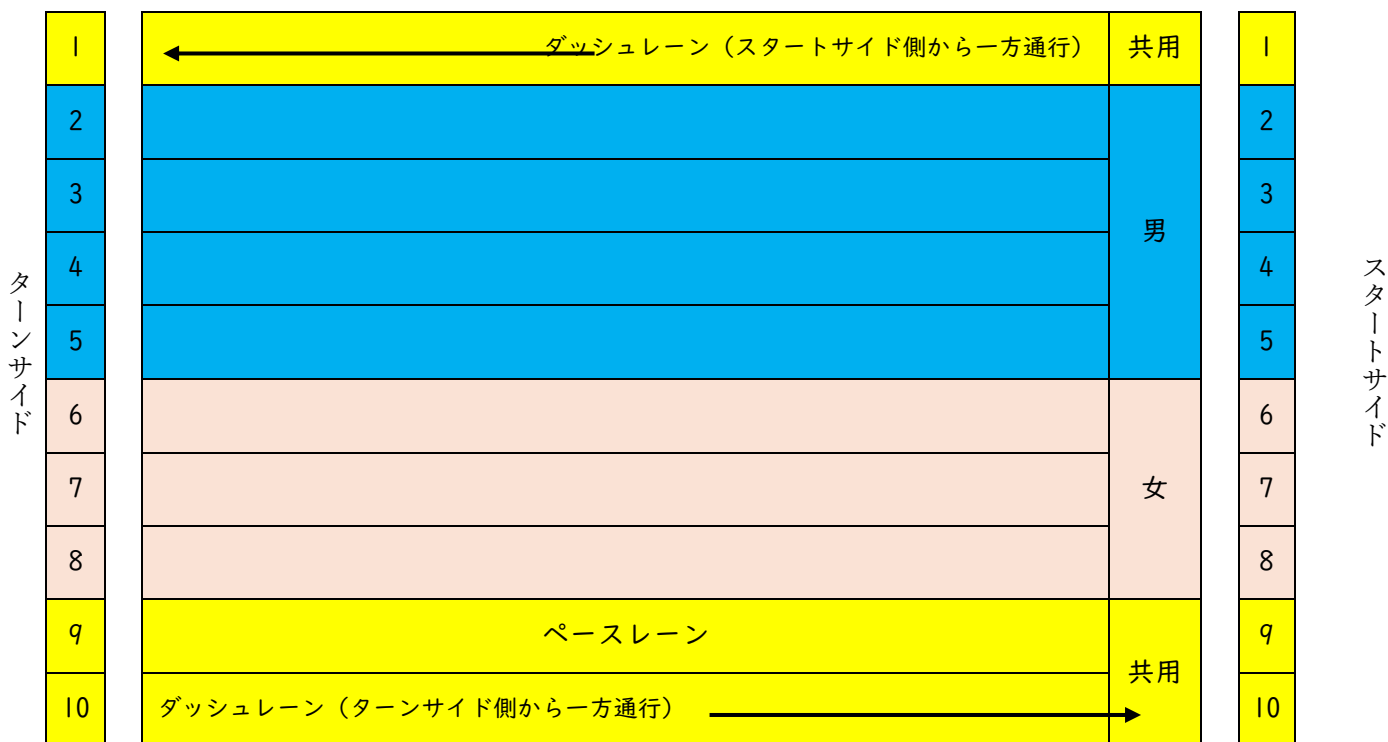 1 ダッシュレーン（スタートサイド側から一方通行） 共用 1
2 2
3 3
男
4 4
5 5
ターンサイド
スタートサイド
6 6
7 女 7
8 8
9 ペースレーン 9
共用
10 ダッシュレーン（ターンサイド側から一方通行） 10